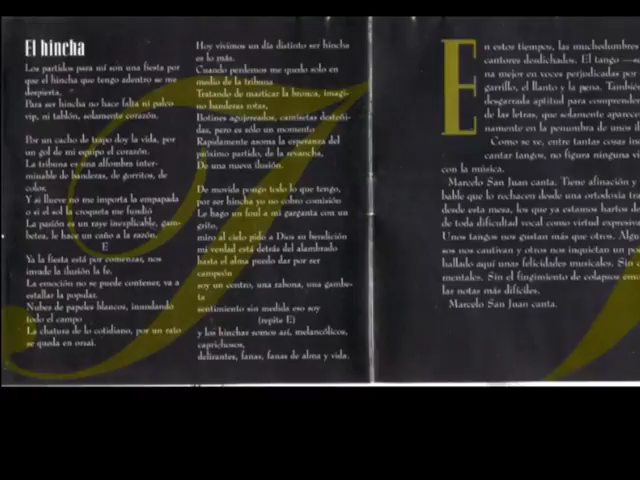 El hincha
Los partidos para mí son una fiesta por
que el hincha que tengo adentro se me
despierta.
Para ser hincha no hace falta ni palco
vip, ni tablón, solamente corazón.
Por un cacho de trapo doy la vida, por
un gol de mi equipo el corazón.
La tribuna es una alfombra inter-
minable de banderas, de gorritos, de
color.
Y si llueve no me importa la empapada
o si el sol la croqueta me fundió
La pasión es un rayo inexplicable, gam-
betea, le hace un caño a la razón.
E
Ya la fiesta está por comenzar, nos
invade la ilusión la fe.
La emoción no se puede contener, va a
estallar la popular.
Nubes de papeles blancos, inundando
todo el campo
La chatura de lo cotidiano, por un rato
se queda en orsai.
Hoy vivimos un día distinto ser hincha
es lo más.
Cuando perdemos me quedo solo en
medio de la tribuna
Tratando de masticar la bronca, imagi-
no banderas rotas,
Botines agujereados, camisetas desteñi-
das, pero es sólo un momento
Rapidamente asoma la esperanza del
próximo partido, de la revancha,
De una nueva ilusión.
De movida pongo todo lo que tengo,
por ser hincha yo no cobro comisión
Le hago un foul a mi garganta con un
grito,
miro al cielo pido a Dios su bendición
mi verdad está detrás del alambrado
hasta el alma puedo dar por ser
campeón
soy un centro, una rabona, una gambe-
ta
sentimiento sin medida eso soy
(repite E)
y los hinchas somos así, melancólicos,
caprichosos,
delirantes, fanas, fanas de alma y vida.
En estos tiempos, las muchedumbres
cantores desdichados. El tango —s
na mejor en voces perjudicadas por
garrillo, el llanto y la pena. También
desgarrada aptitud para comprender
de las letras, que solamente aparece
namente en la penumbra de unos
Como se ve, entre tantas cosas
cantar tangos, no figura ninguna
con la música.
Marcelo San Juan canta. Tiene afinación y
hable que lo rechacen desde una ortodoxia
desde esta mesa, los que ya estamos hartos de
de toda dificultad vocal como virtud expresiva
Unos tangos nos gustan más que otros.
sos nos cautivan y otros nos inquietan un
hallado aquí unas felicidades musicales. Sin
mentales. Sin el fingimiento de colapsos
las notas más difíciles.
Marcelo San Juan canta.